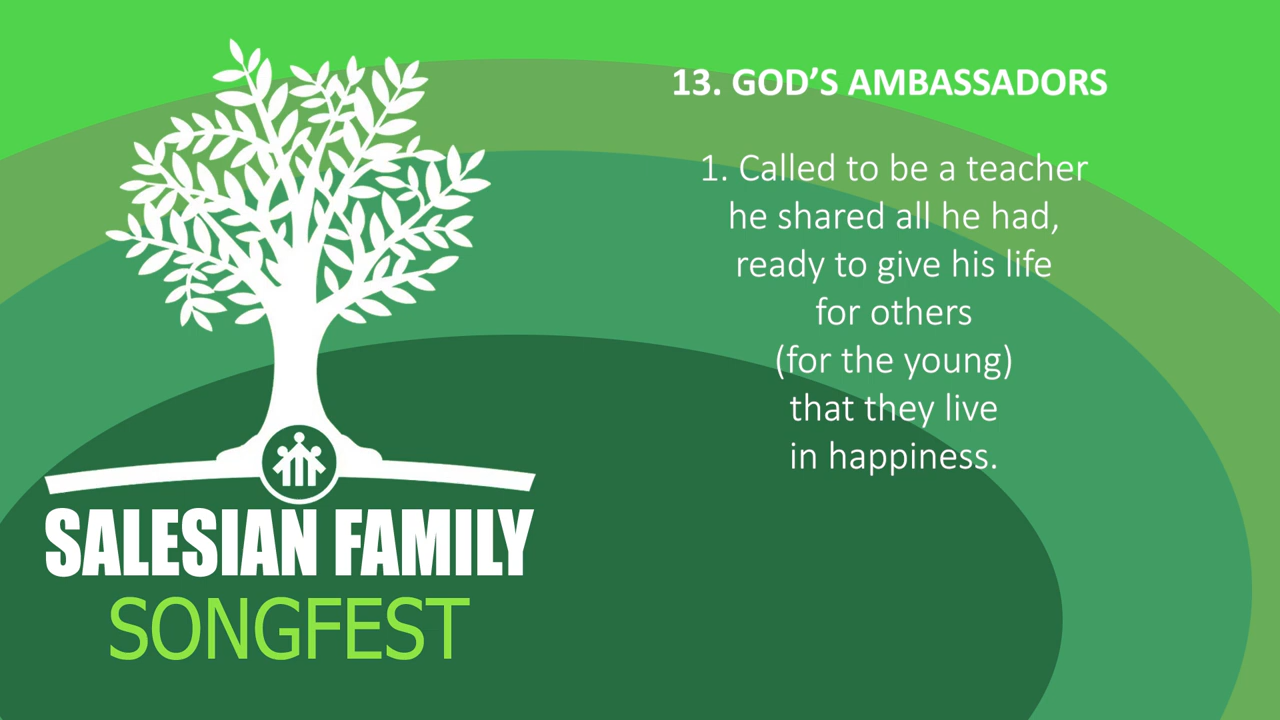 13. GOD’S AMBASSADORS
1. Called to be a teacher
he shared all he had,
ready to give his life
for others
(for the young)
that they live
in happiness.
SALESIAN FAMILY
SONGFEST